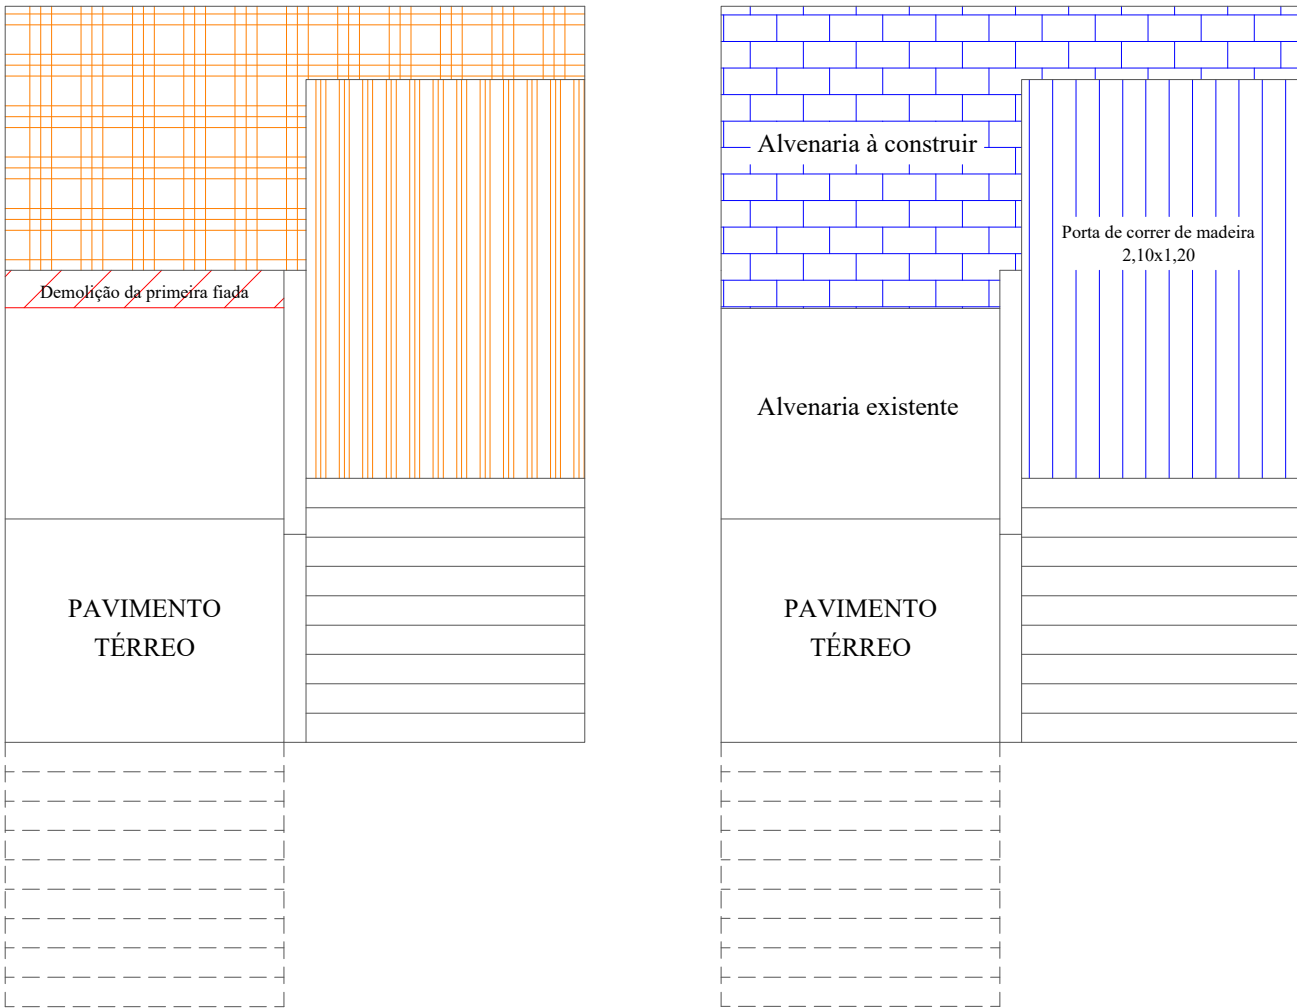 Demolição da primeira fiada
PAVIMENTO
TÉRREO
Alvenaria à construir
Porta de correr de madeira
2,10x1,20
Alvenaria existente
PAVIMENTO
TÉRREO